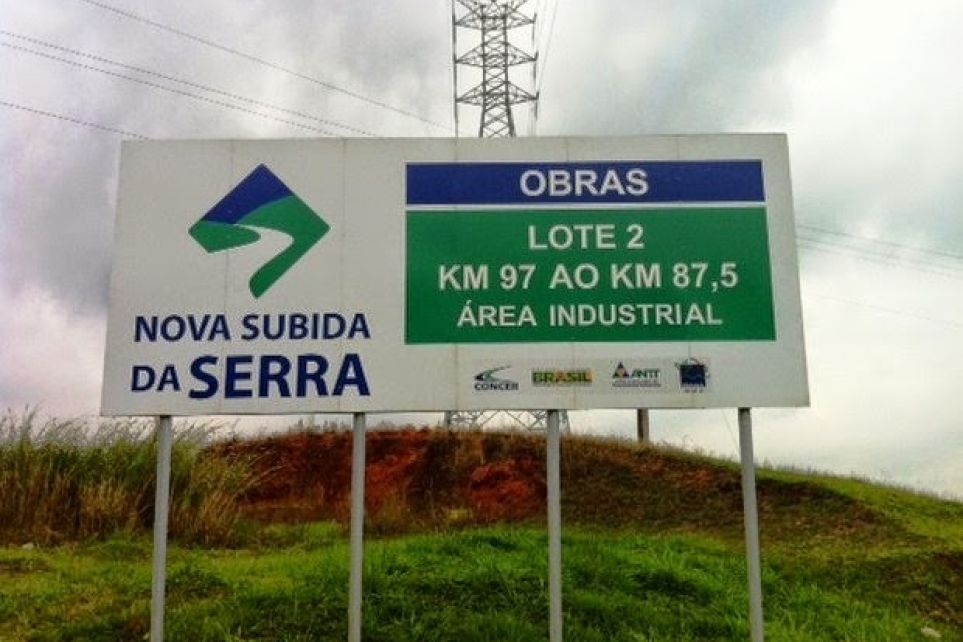 NOVA SUBIDA
DA SERRA
OBRAS
LOTE 2
KM 97 AO KM 87,5
ÁREA INDUSTRIAL
CONCER
BRASIL
ANTT